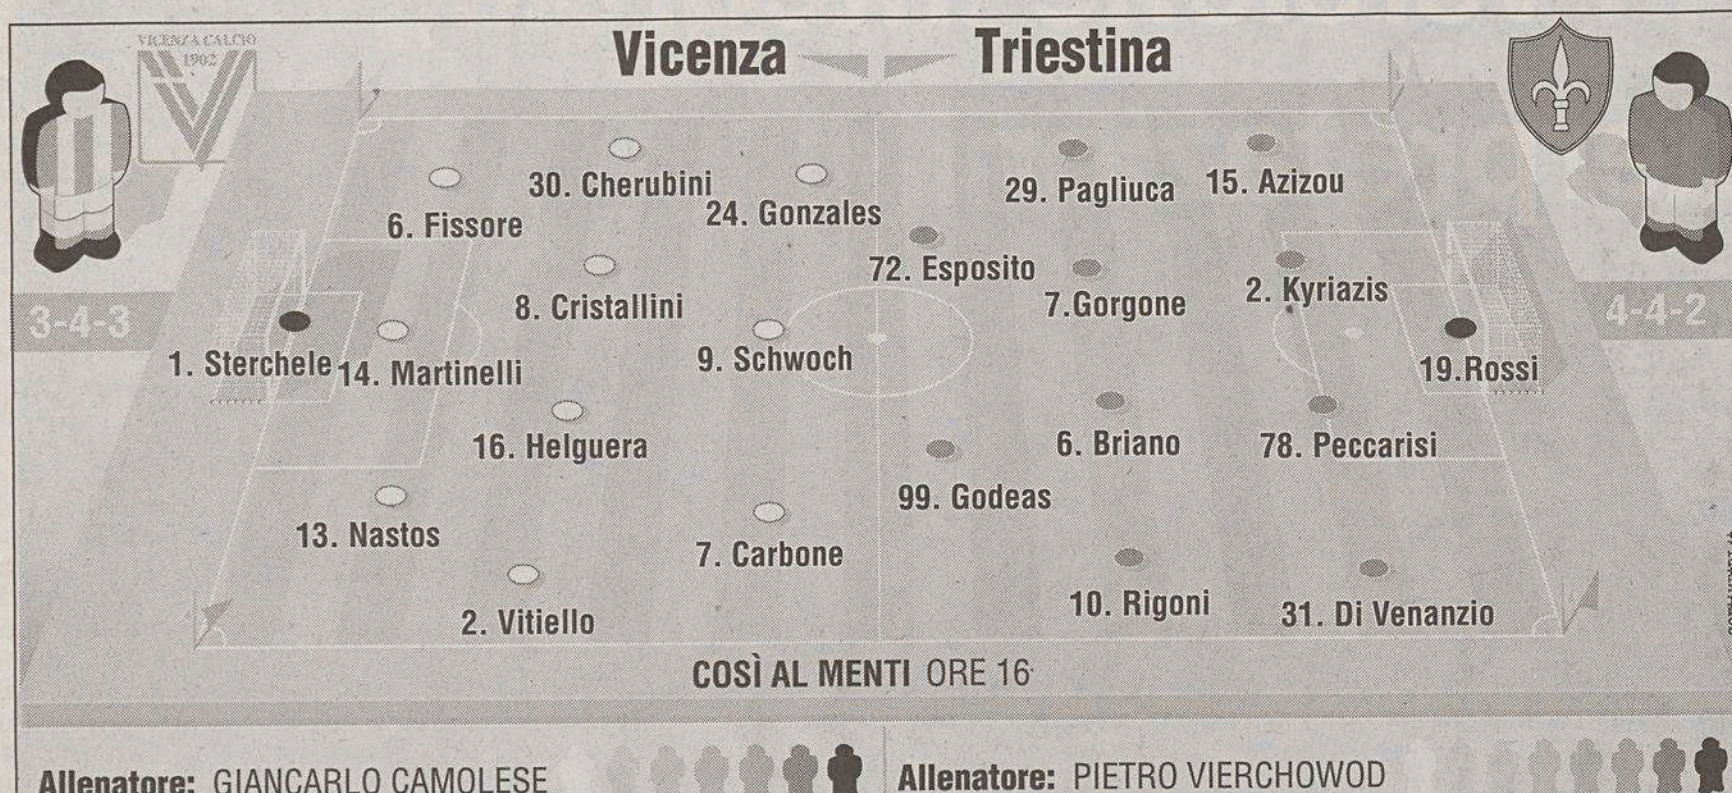 VICENZA CALCIO
1902
Vicenza
Triestina
3-4-3
4-4-2
1. Sterchele
6. Fissore
14. Martinelli
13. Nastos
30. Cherubini
8. Cristallini
16. Helguera
2. Vitiello
24. Gonzales
9. Schwoch
7. Carbone
72. Esposito
99. Godeas
29. Pagliuca
7.Gorgone
6. Briano
10. Rigoni
15. Azizou
2. Kyriazis
78. Peccarisi
31. Di Venanzio
19.Rossi
COSÌ AL MENTI ORE 16
Allenatore: GIANCARLO CAMOLESE
Allenatore: PIETRO VIERCHOWOD